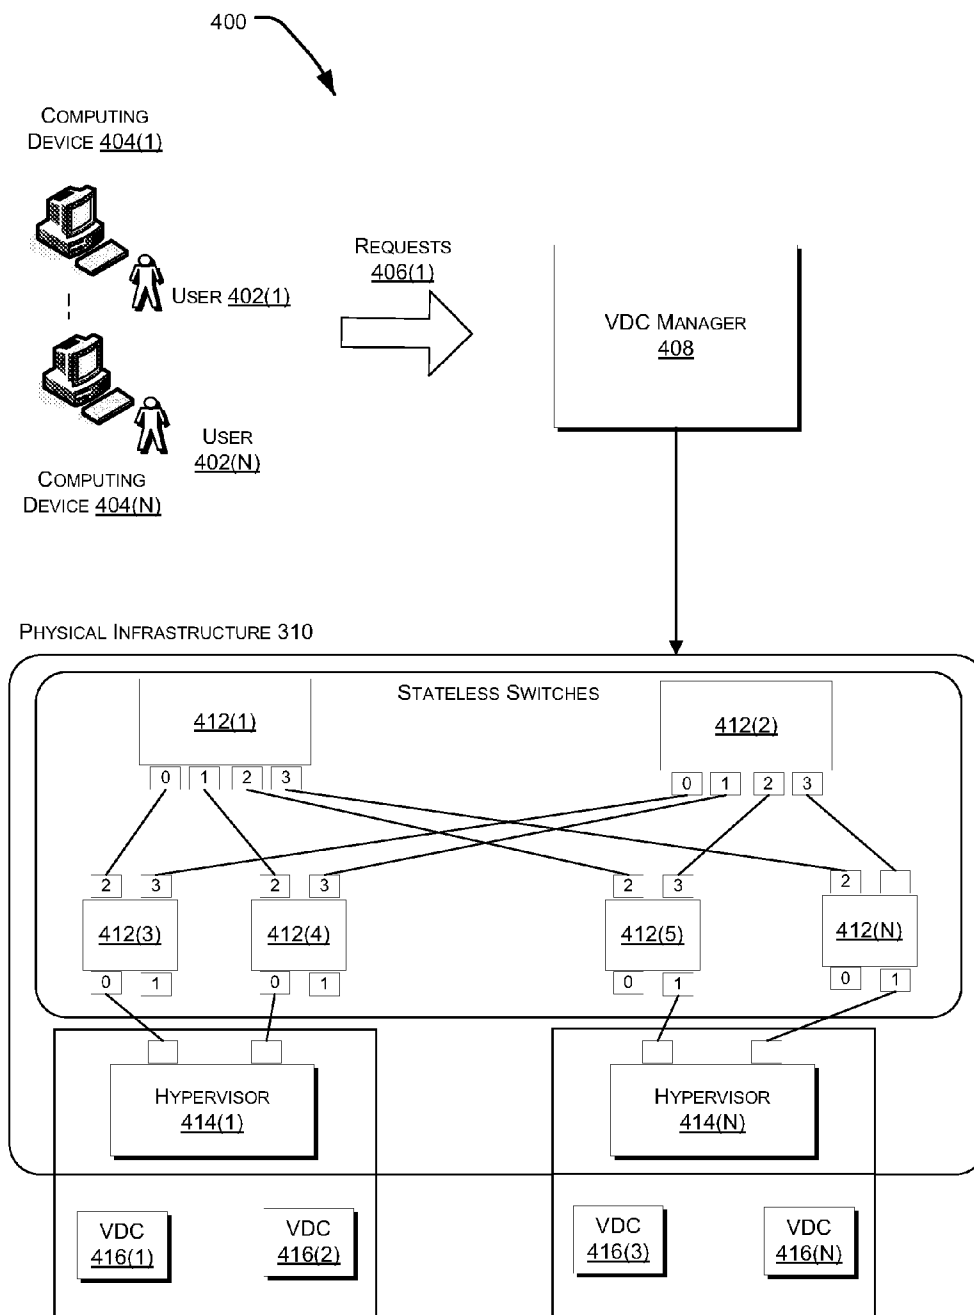 400
COMPUTING
DEVICE 404(1)
USER 402(1)
REQUESTS
406(1)
VDC MANAGER
408
USER
402(N)
COMPUTING
DEVICE 404(N)
PHYSICAL INFRASTRUCTURE 310
STATELESS SWITCHES
412(1)
412(2)
0 1 2 3
0 1 2 3
2 3
2 3
2 3
2
412(3)
412(4)
412(5)
412(N)
0 1
0 1
0 1
0 1
HYPERVISOR
414(1)
HYPERVISOR
414(N)
VDC
416(1)
VDC
416(2)
VDC
416(3)
VDC
416(N)